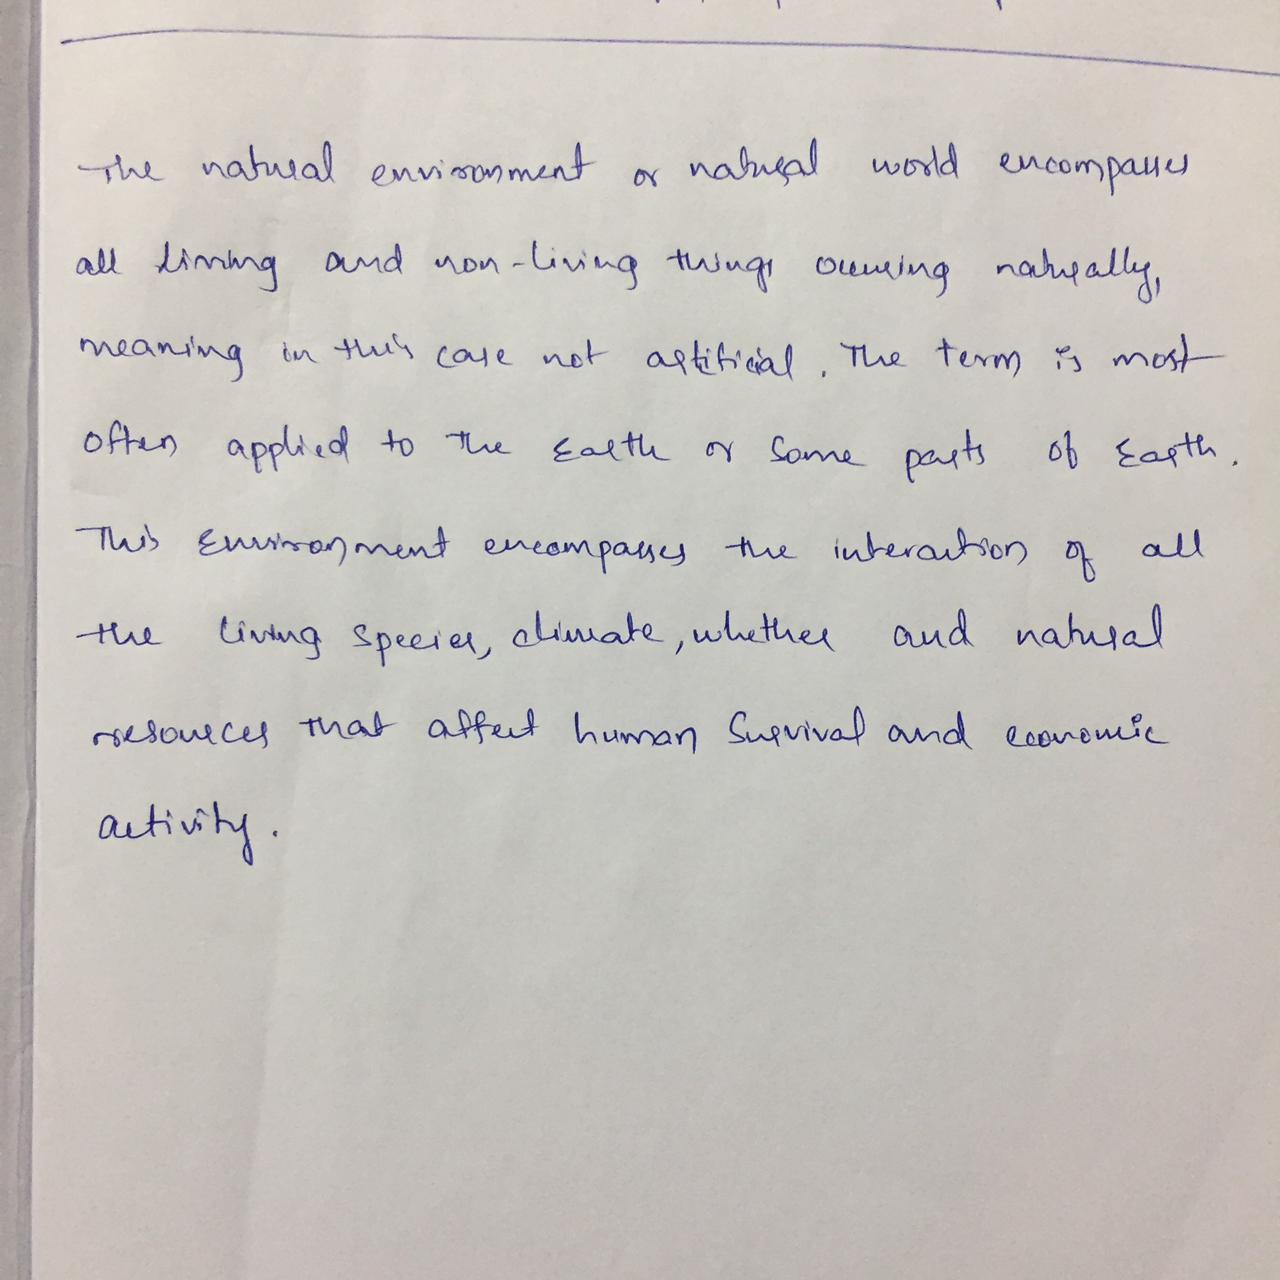 The natural environment or natural world encompasses
all living and non-living things occuring naturally,
meaning in this case not artificial. The term is most
often applied to the Earth or some parts of Earth.
This Environment encompasses the interaction of all
the living species, climate, whether and natural
resources that affect human Survival and economic
activity.